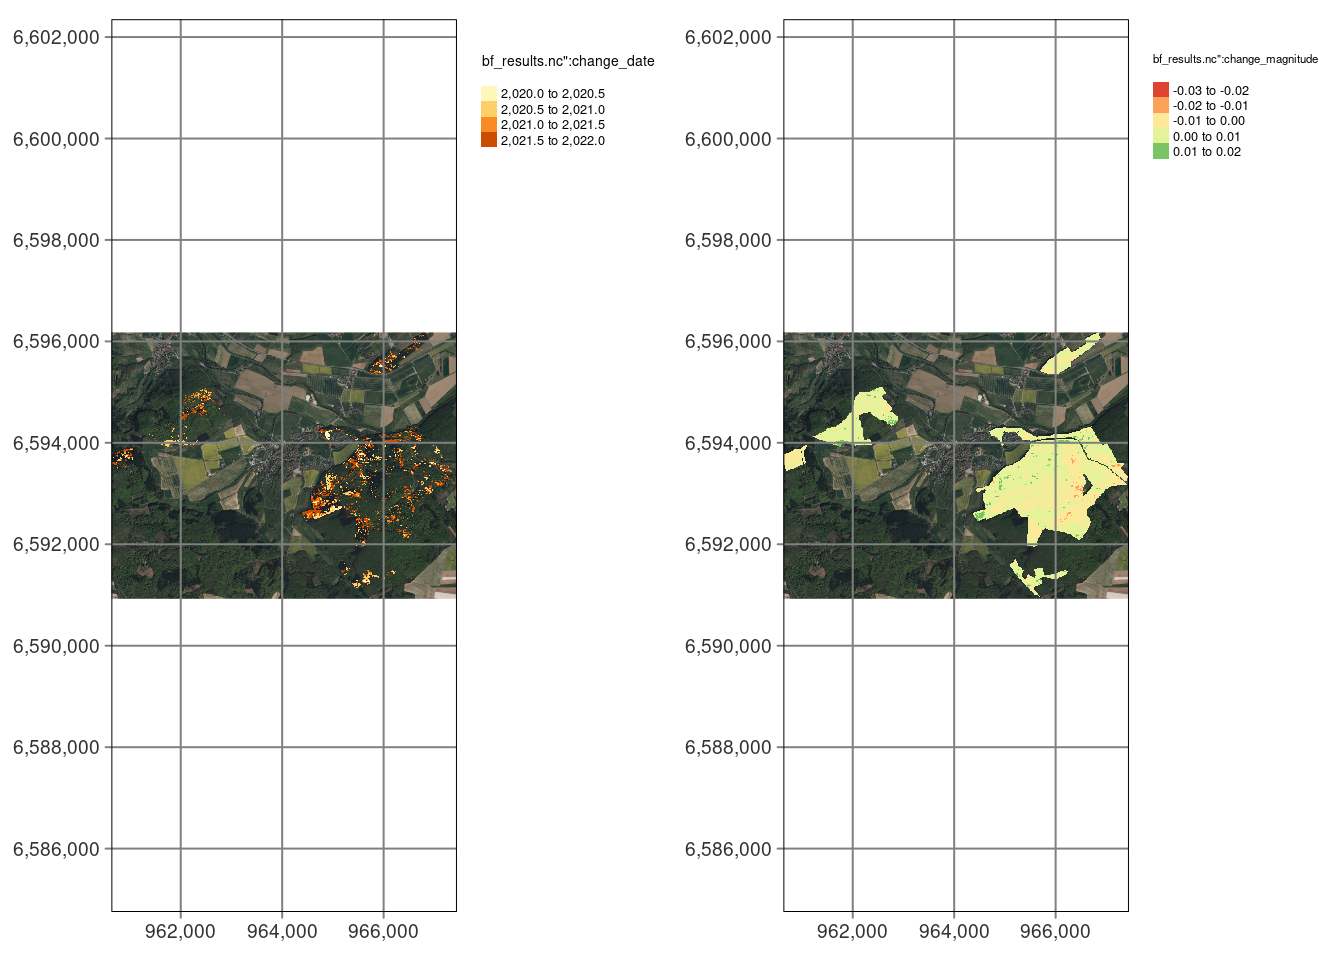 6,602,000
6,600,000
6,598,000
6,596,000
6,594,000
6,592,000
6,590,000
6,588,000
6,586,000
962,000 964,000 966,000
bf_results.nc":change_date
2,020.0 to 2,020.5
2,020.5 to 2,021.0
2,021.0 to 2,021.5
2,021.5 to 2,022.0
6,602,000
6,600,000
6,598,000
6,596,000
6,594,000
6,592,000
6,590,000
6,588,000
6,586,000
962,000 964,000 966,000
bf_results.nc":change_magnitude
-0.03 to -0.02
-0.02 to -0.01
-0.01 to 0.00
0.00 to 0.01
0.01 to 0.02